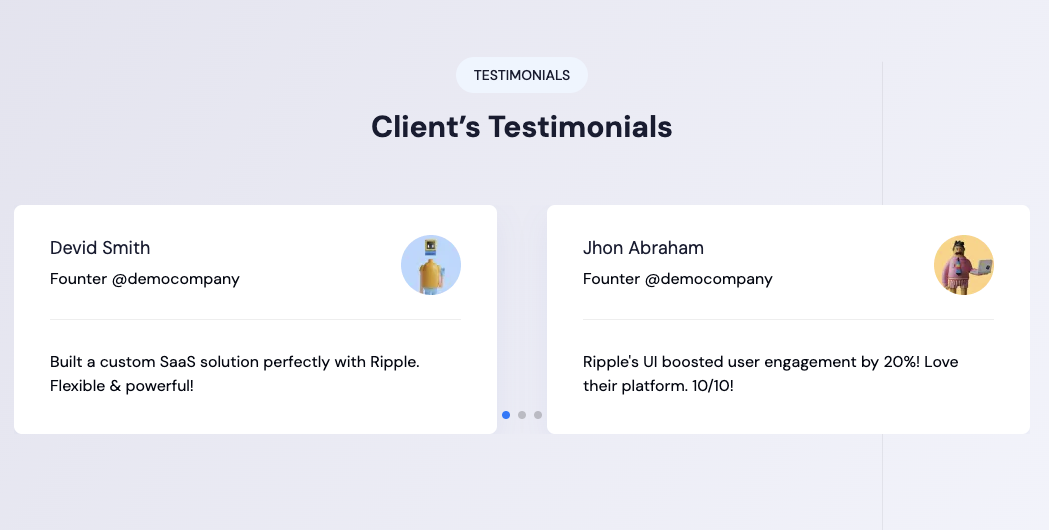 TESTIMONIALS
Client’s Testimonials
Devid Smith
Founter @democompany
Built a custom SaaS solution perfectly with Ripple.
Flexible & powerful!
Jhon Abraham
Founter @democompany
Ripple's UI boosted user engagement by 20%! Love
their platform. 10/10!